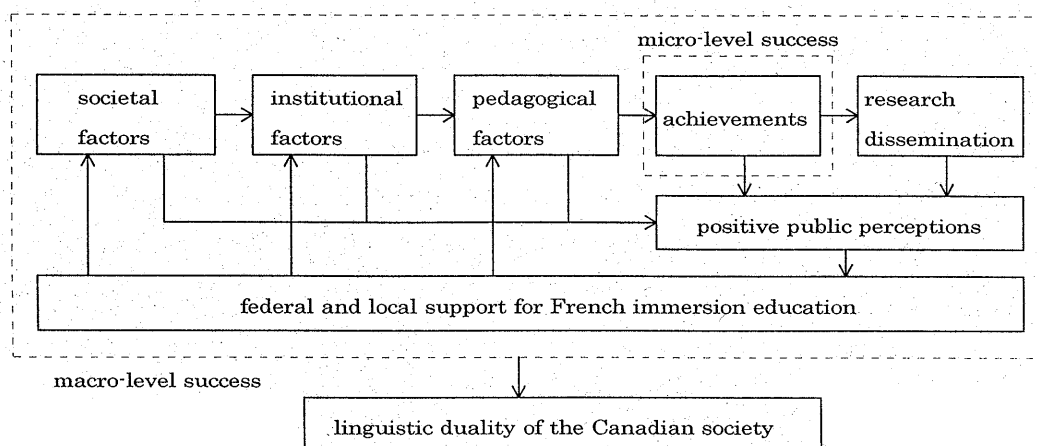 micro-level success
societal
factors
institutional
factors
pedagogical
factors
achievements
research
dissemination
positive public perceptions
federal and local support for French immersion education
macro-level success
linguistic duality of the Canadian society